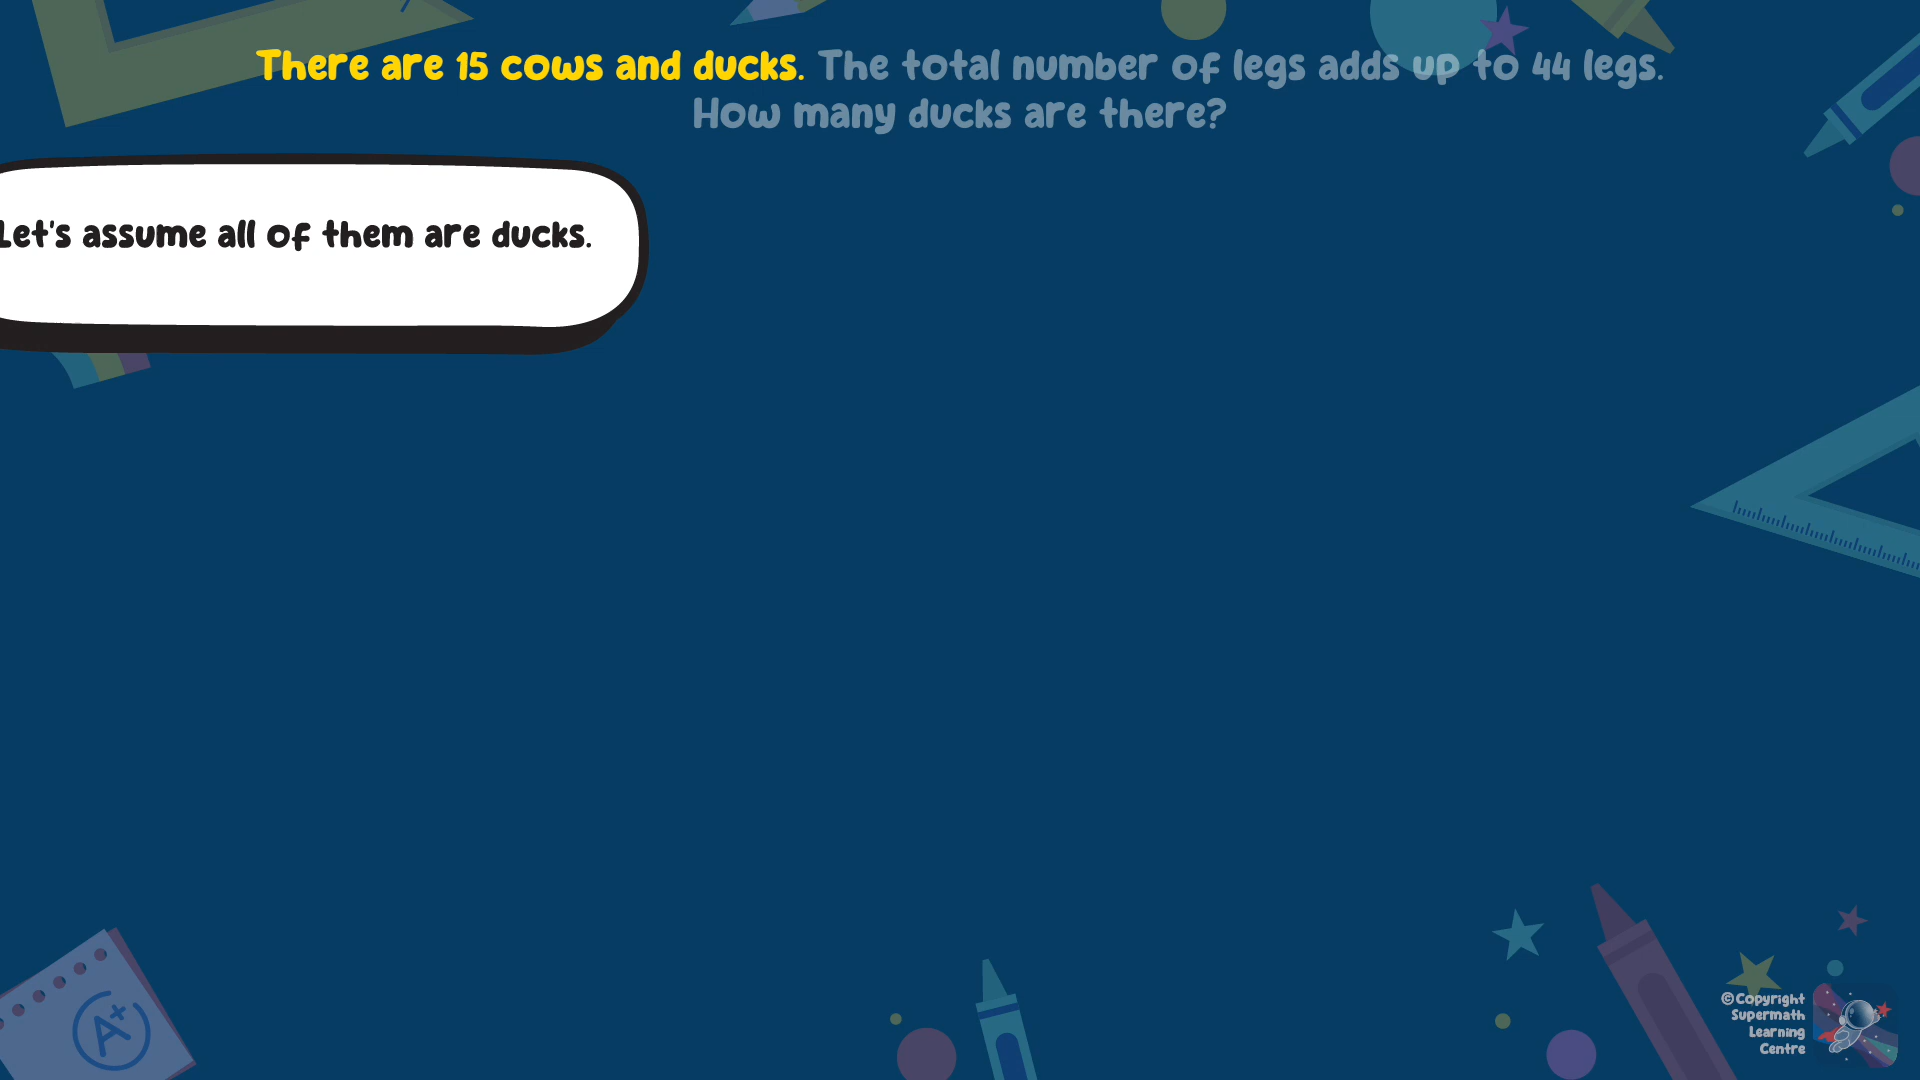 There are 15 cows and ducks. The total number of legs adds up to 44 legs.
How many ducks are there?
Let's assume all of them are ducks.
A+
©Copyright
Supermath
Learning
Centre